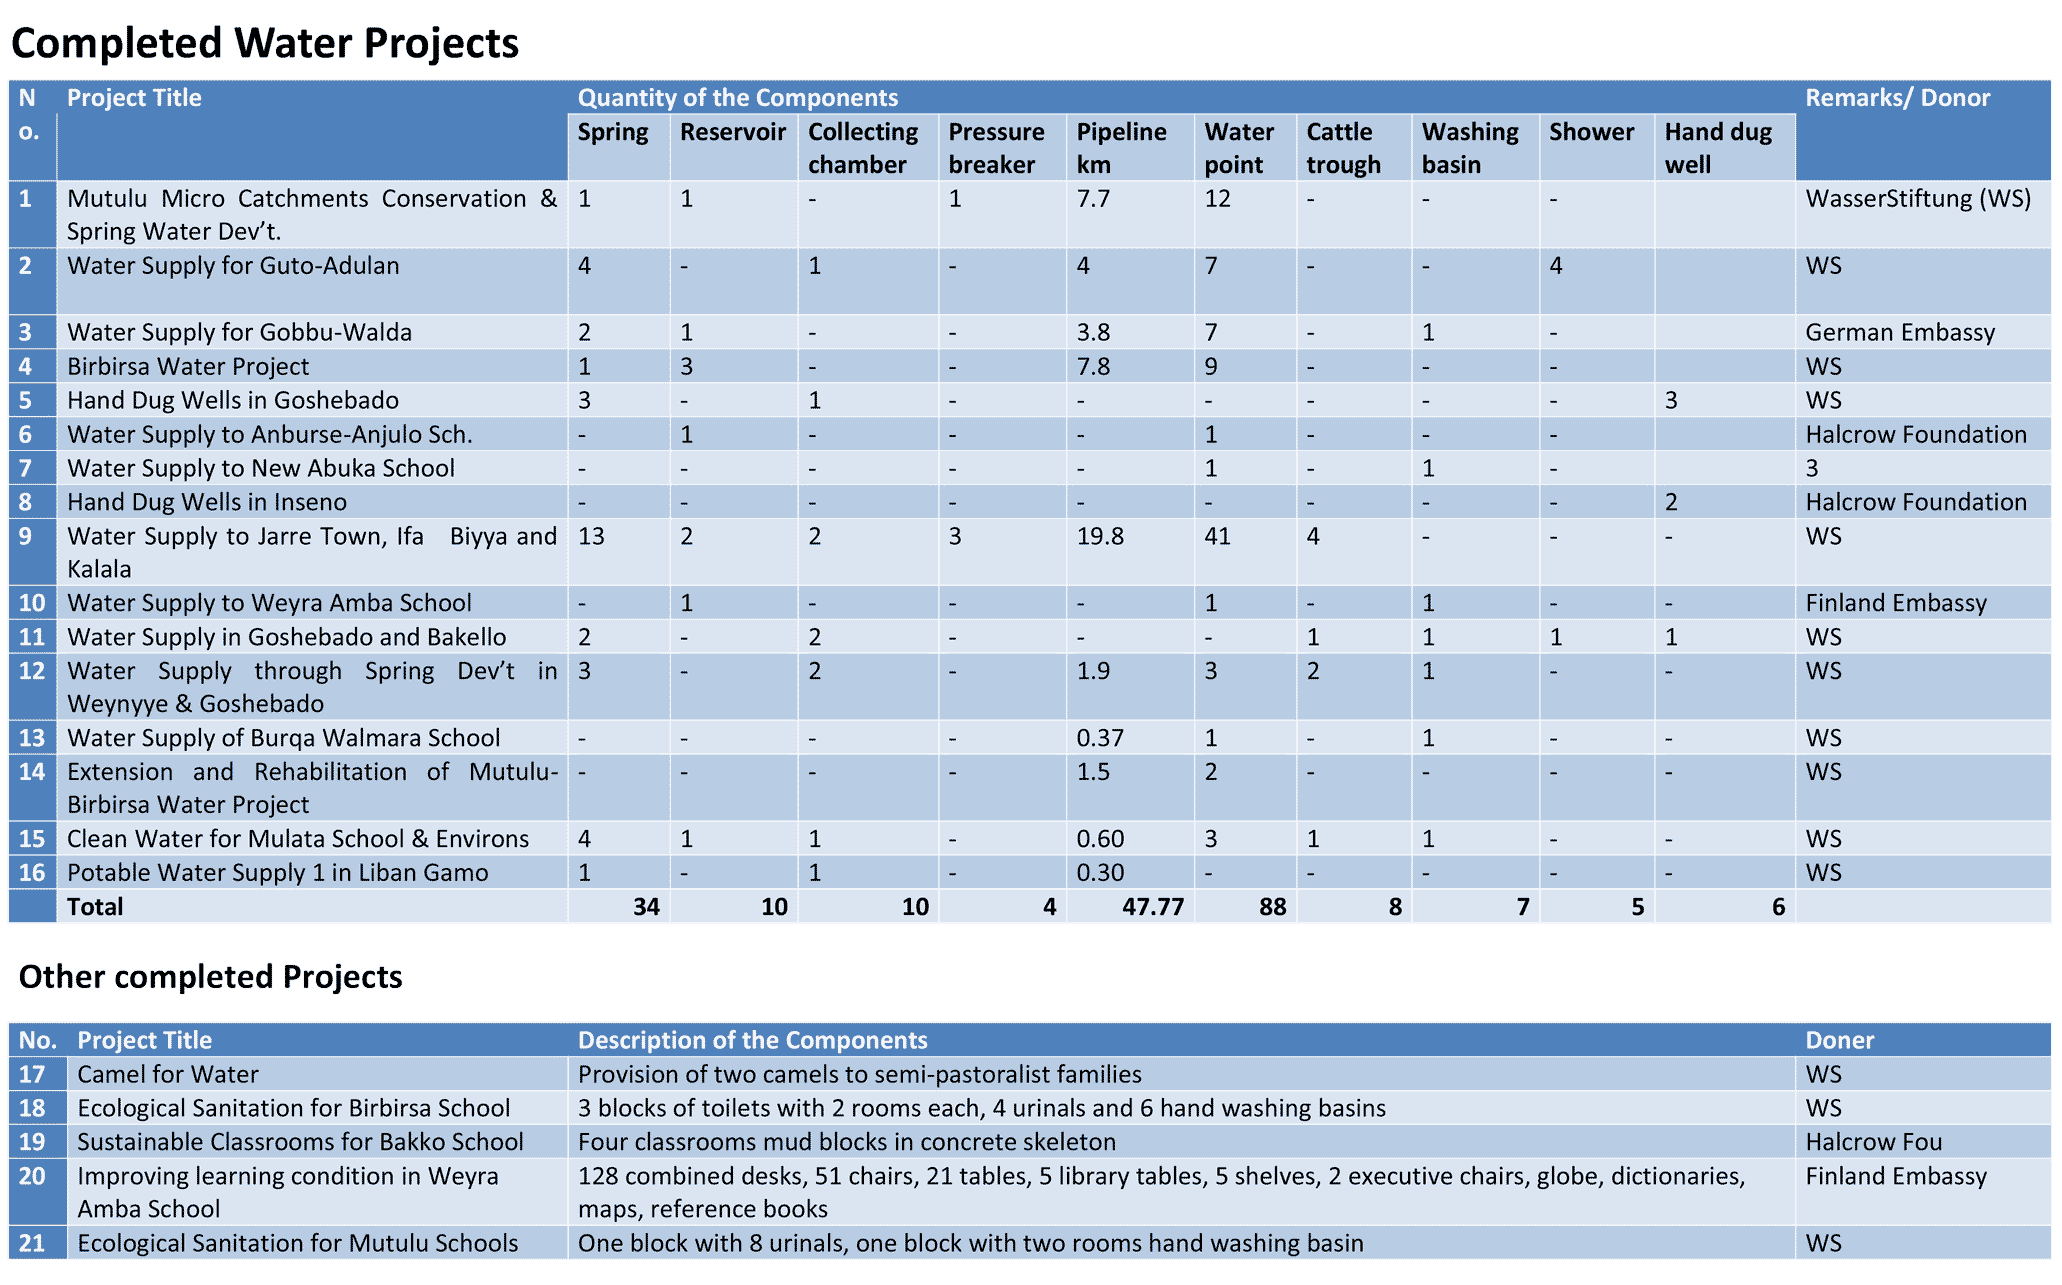 Completed Water Projects
N Project Title Quantity of the Components Remarks/ Donor
o. Spring Reservoir Collecting Pressure Pipeline Water Cattle Washing Shower Hand dug
chamber breaker km point trough basin well
1 Mutulu Micro Catchments Conservation & 1 1 - 1 7.7 12 - - - WasserStiftung (WS)
Spring Water Dev’t.
2 Water Supply for Guto-Adulan 4 - 1 - 4 7 - - 4 WS
3 Water Supply for Gobbu-Walda 2 1 - - 3.8 7 - 1 - German Embassy
4 Birbirsa Water Project 1 3 - - 7.8 9 - - - WS
5 Hand Dug Wells in Goshebado 3 - 1 - - - - - - 3 WS
6 Water Supply to Anburse-Anjulo Sch. - 1 - - - 1 - - - Halcrow Foundation
7 Water Supply to New Abuka School - - - - - 1 - 1 - 3
8 Hand Dug Wells in Inseno - - - - - - - - - 2 Halcrow Foundation
9 Water Supply to Jarre Town, Ifa Biyya and 13 2 2 3 19.8 41 4 - - - WS
Kalala
10 Water Supply to Weyra Amba School - 1 - - - 1 - 1 - - Finland Embassy
11 Water Supply in Goshebado and Bakello 2 - 2 - - - 1 1 1 1 WS
12 Water Supply through Spring Dev’t in 3 - 2 - 1.9 3 2 1 - - WS
Weynyye & Goshebado
13 Water Supply of Burqa Walmara School - - - - 0.37 1 - 1 - - WS
14 Extension and Rehabilitation of Mutulu- - - - - 1.5 2 - - - - WS
Birbirsa Water Project
15 Clean Water for Mulata School & Environs 4 1 1 - 0.60 3 1 1 - - WS
16 Potable Water Supply 1 in Liban Gamo 1 - 1 - 0.30 - - - - - WS
Total 34 10 10 4 47.77 88 8 7 5 6
Other completed Projects
No. Project Title Description of the Components Doner
17 Camel for Water Provision of two camels to semi-pastoralist families WS
18 Ecological Sanitation for Birbirsa School 3 blocks of toilets with 2 rooms each, 4 urinals and 6 hand washing basins WS
19 Sustainable Classrooms for Bakko School Four classrooms mud blocks in concrete skeleton Halcrow Fou
20 Improving learning condition in Weyra 128 combined desks, 51 chairs, 21 tables, 5 library tables, 5 shelves, 2 executive chairs, globe, dictionaries, Finland Embassy
Amba School maps, reference books
21 Ecological Sanitation for Mutulu Schools One block with 8 urinals, one block with two rooms hand washing basin WS